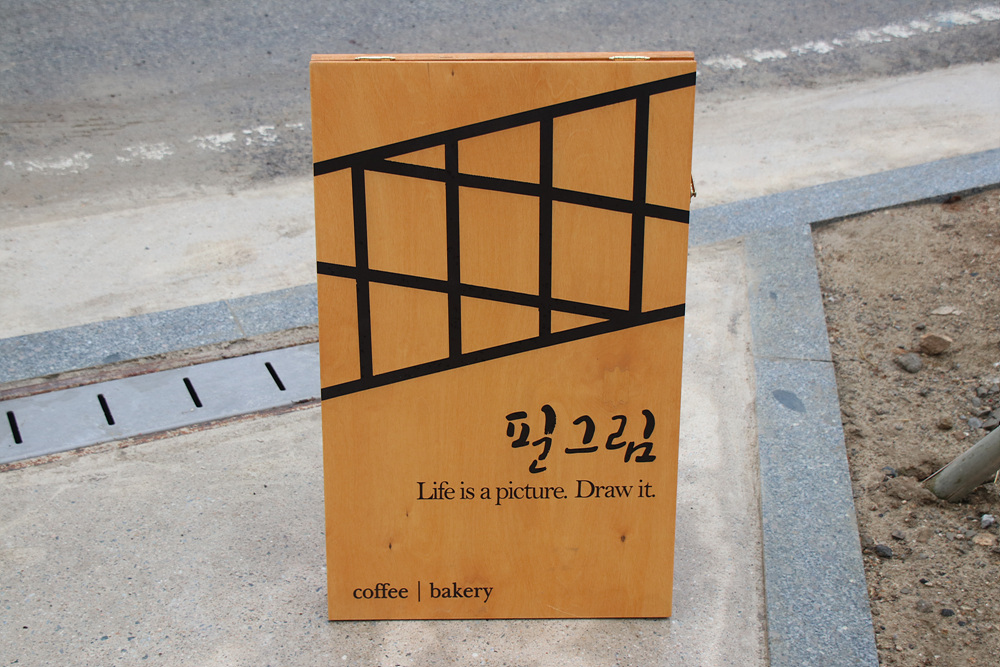 필그림
Life is a picture. Draw it.
coffee | bakery